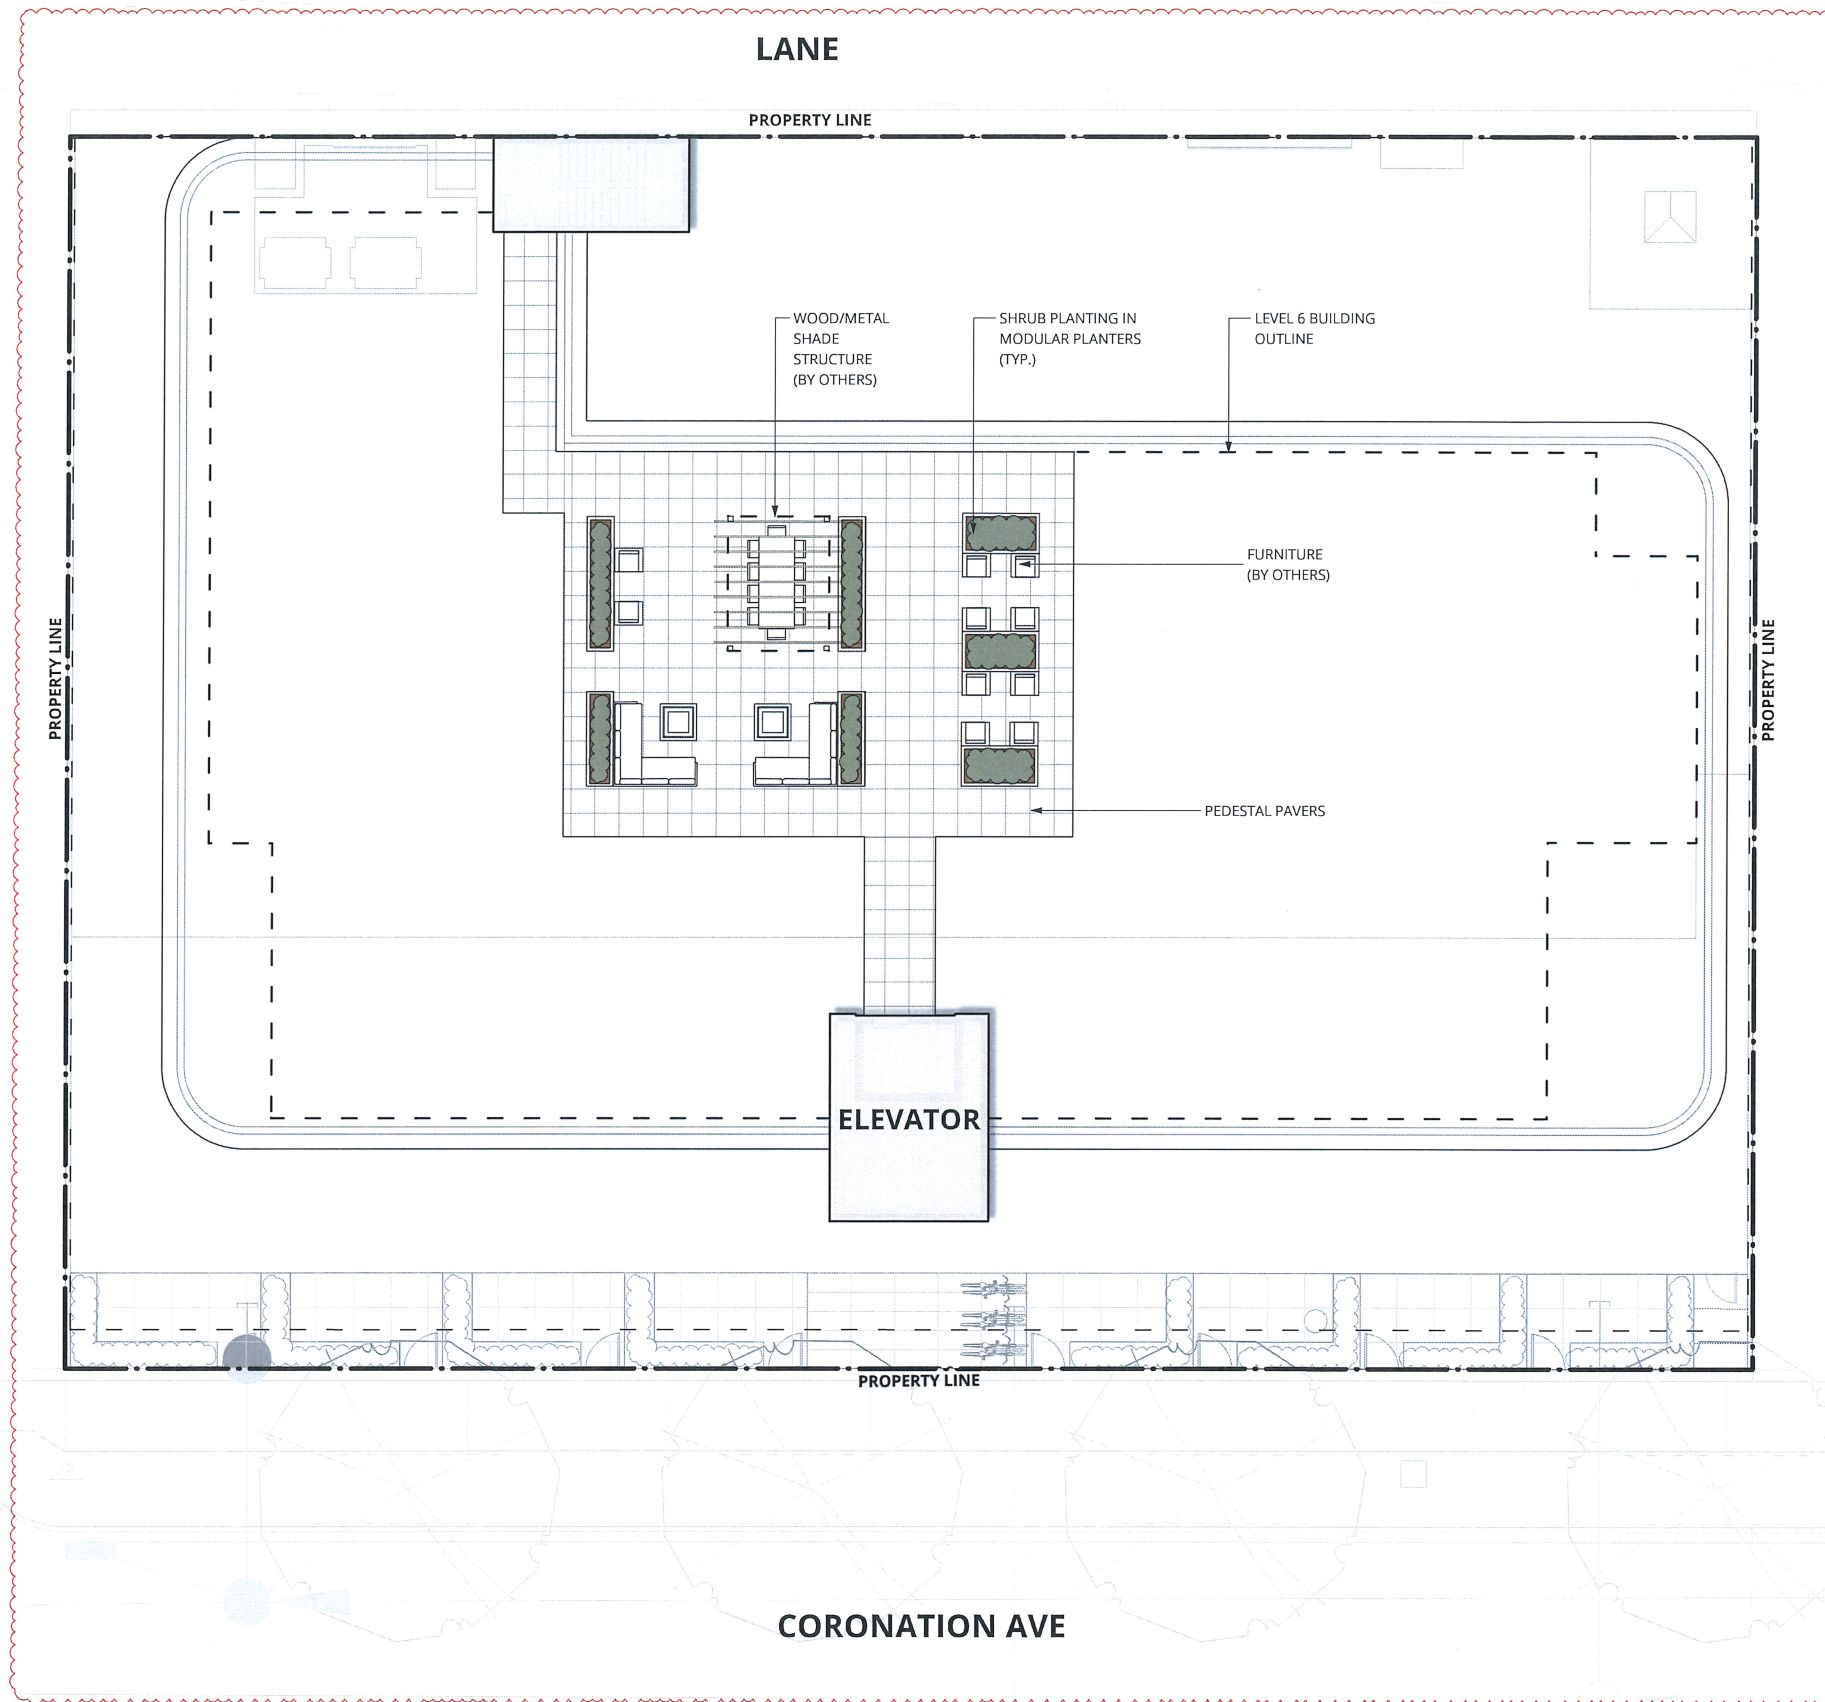 LANE
PROPERTY LINE
WOOD/METAL
SHADE
STRUCTURE
(BY OTHERS)
SHRUB PLANTING IN
MODULAR PLANTERS
(TYP.)
LEVEL 6 BUILDING
OUTLINE
FURNITURE
(BY OTHERS)
PROPERTY LINE
PROPERTY LINE
PEDESTAL PAVERS
ELEVATOR
PROPERTY LINE
CORONATION AVE